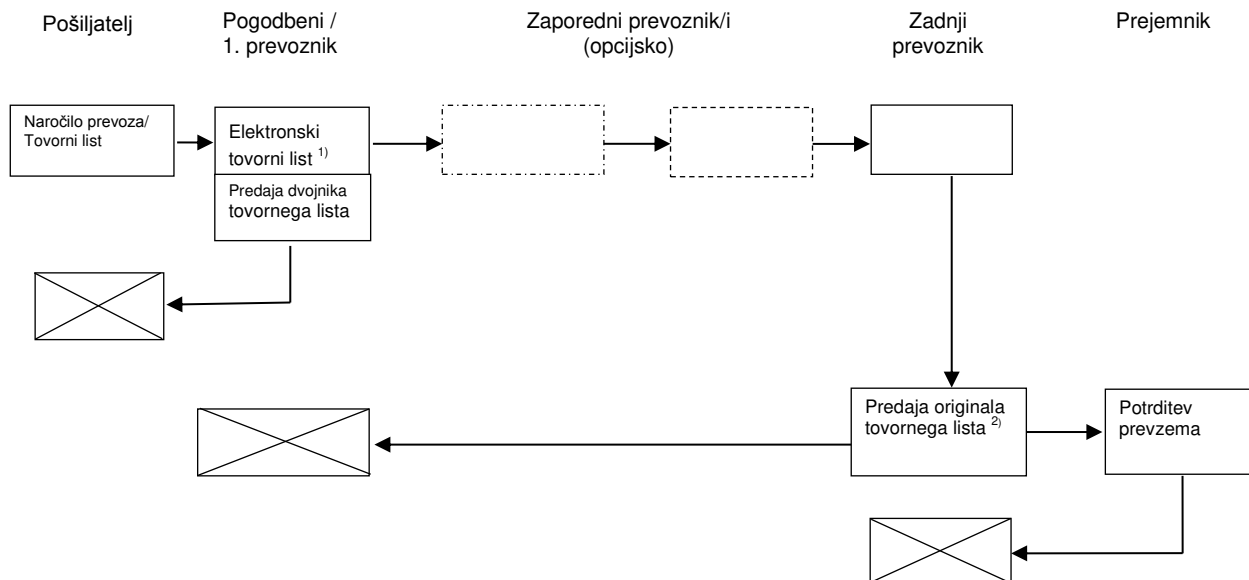 Pošiljatelj
Pogodbeni /
1. prevoznik
Zaporedni prevoznik/i
(opcijsko)
Zadnji
prevoznik
Prejemnik
Naročilo prevoza/
Tovorni list
Elektronski
tovorni list 1)
Predaja dvojnika
tovornega lista
Predaja originala
tovornega lista 2)
Potrditev
prevzema